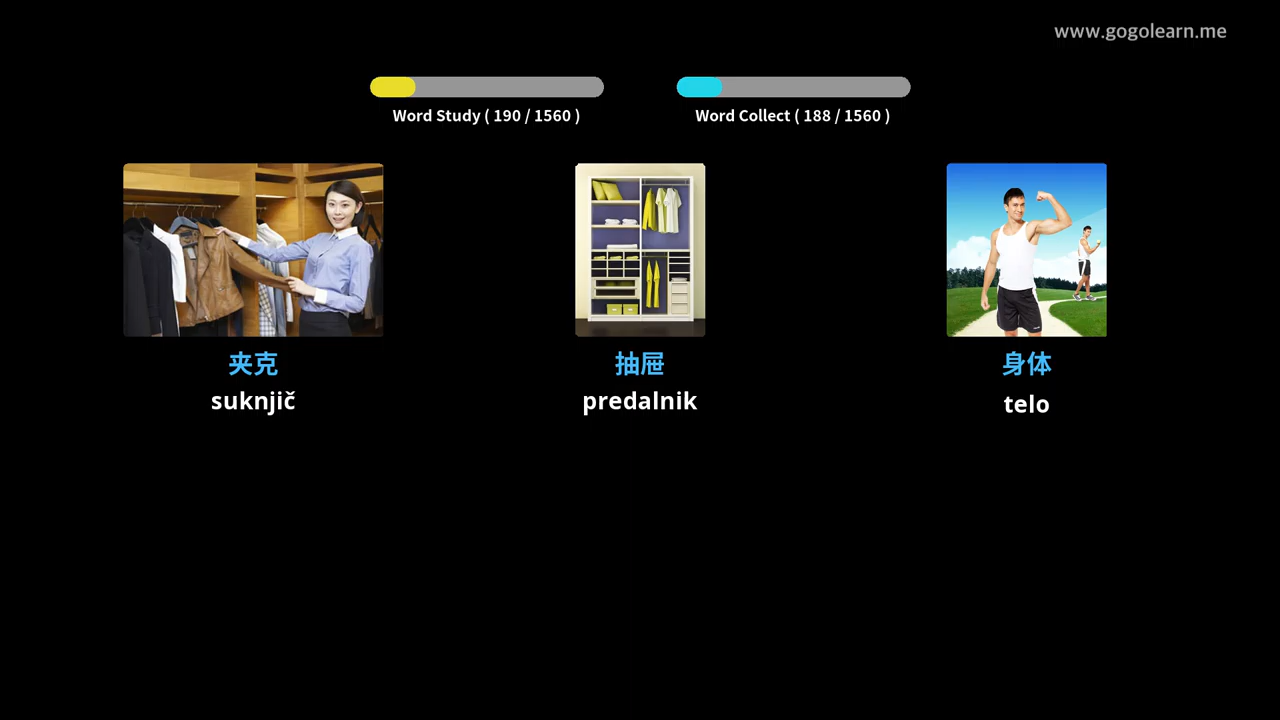 www.gogolearn.me
Word Study ( 190 / 1560 )
Word Collect ( 188 / 1560 )
夹克
suknjič
抽屉
predalnik
身体
telo